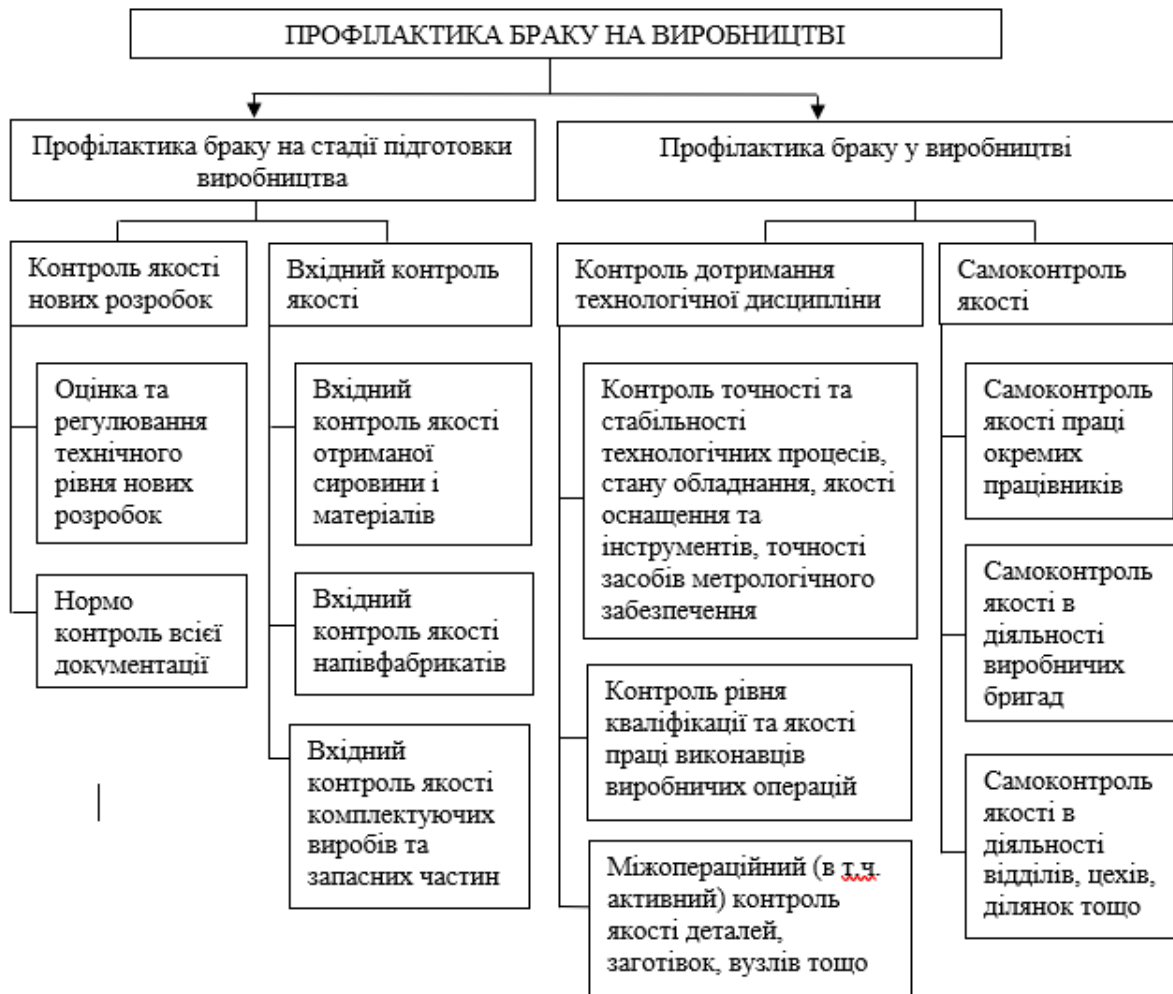 ПРОФІЛАКТИКА БРАКУ НА ВИРОБНИЦТВІ
Профілактика браку на стадії підготовки
виробництва
Профілактика браку у виробництві
Контроль якості
нових розробок
Оцінка та
регулювання
технічного
рівня нових
розробок
Нормо
контроль всієї
документації
Вхідний контроль
якості
Вхідний
контроль якості
отриманої
сировини і
матеріалів
Вхідний
контроль якості
напівфабрикатів
Вхідний
контроль якості
комплектуючих
виробів та
запасних частин
Контроль дотримання
технологічної дисципліни
Контроль точності та
стабільності
технологічних процесів,
стану обладнання, якості
оснащення та
інструментів, точності
засобів метрологічного
забезпечення
Контроль рівня
кваліфікації та якості
праці виконавців
виробничих операцій
Міжопераційний (в т.ч.
активний) контроль
якості деталей,
заготівок, вузлів тощо
Самоконтроль
якості
Самоконтроль
якості праці
окремих
працівників
Самоконтроль
якості в
діяльності
виробничих
бригад
Самоконтроль
якості в
діяльності
відділів, цехів,
ділянок тощо